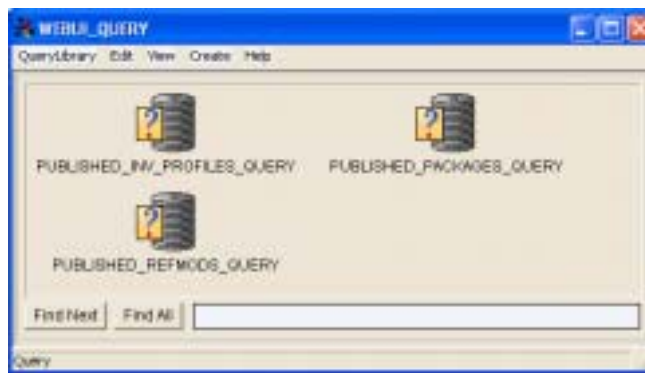 WEBUI_QUERY
QueryLibrary Edit View Create Help
PUBLISHED_INV_PROFILES_QUERY PUBLISHED_PACKAGES_QUERY
PUBLISHED_REFMODS_QUERY
Find Next Find All
Query